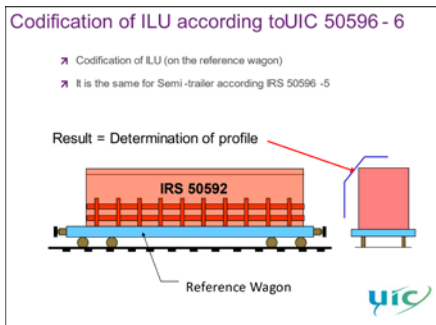 Codification of ILU according toUIC 50596 - 6
Codification of ILU (on the reference wagon)
It is the same for Semi -trailer according IRS 50596 -5
Result = Determination of profile
IRS 50592
Reference Wagon
uic